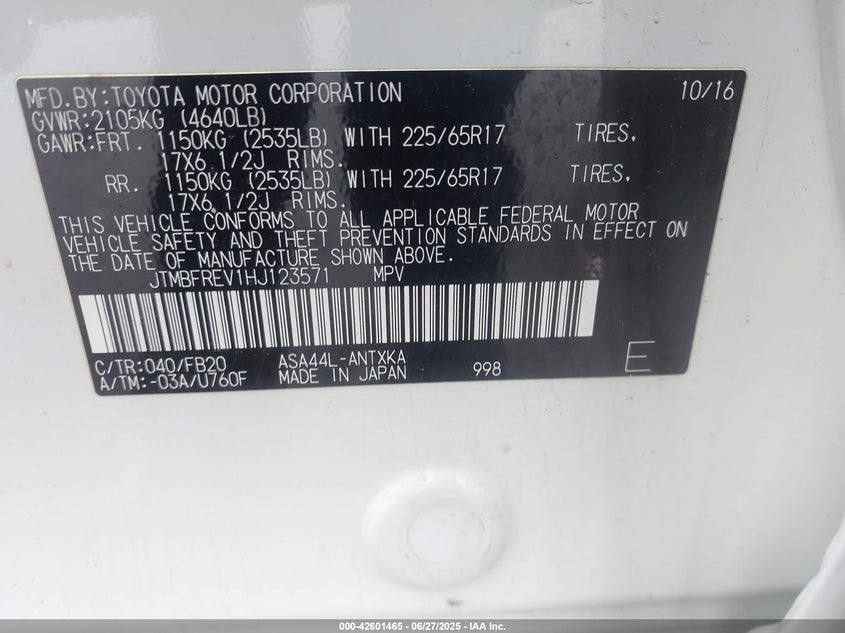 MFD.BY:TOYOTA MOTOR CORPORATION 10/16
GVWR:2105KG (4640LB)
GAWR:FRT. 1150KG (2535LB) WITH 225/65R17 TIRES,
17X6 1/2J RIMS.
RR. 1150KG (2535LB) WITH 225/65R17 TIRES,
17X6 1/2J RIMS.
THIS VEHICLE CONFORMS TO ALL APPLICABLE FEDERAL MOTOR
VEHICLE SAFETY AND THEFT PREVENTION STANDARDS IN EFFECT ON
THE DATE OF MANUFACTURE SHOWN ABOVE.
JTMBFREV1HJ123571 MPV
C/TR:040/FB20 ASA44L-ANTXKA
A/TM:-03A/U760F MADE IN JAPAN 998 E
000-42601465 - 06/27/2025 - IAA Inc.